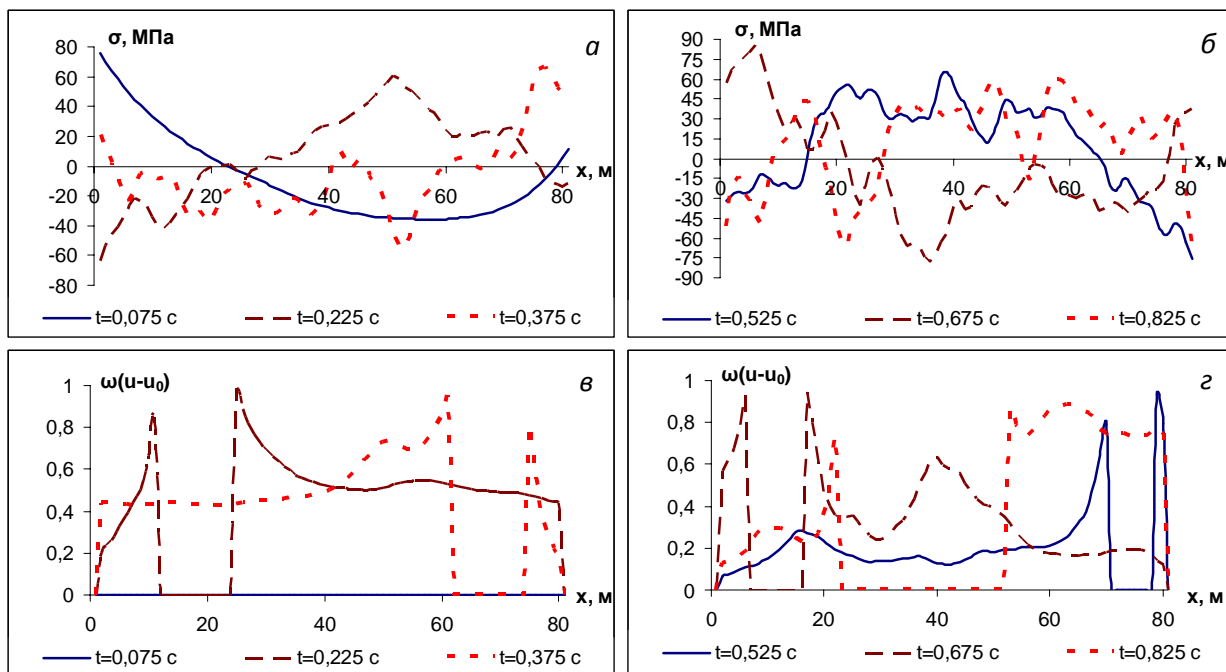 σ, МПа
а
80
60
40
20
0
-20
-40
-60
-80
0 20 40 60 80
x, м
t=0,075 с t=0,225 с t=0,375 с
σ, МПа
б
90
75
60
45
30
15
0
-15
-30
-45
-60
-75
-90
0 20 40 60 80
x, м
t=0,525 с t=0,675 с t=0,825 с
ω(u-u₀)
в
1
0,8
0,6
0,4
0,2
0
0 20 40 60 80
x, м
t=0,075 с t=0,225 с t=0,375 с
ω(u-u₀)
г
1
0,8
0,6
0,4
0,2
0
0 20 40 60 80
x, м
t=0,525 с t=0,675 с t=0,825 с